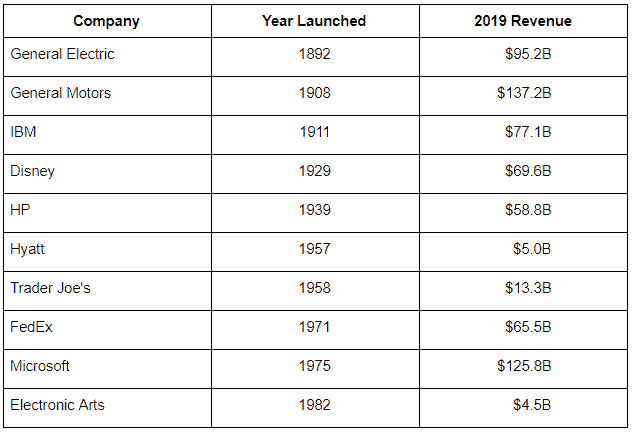 Company Year Launched 2019 Revenue
General Electric 1892 $95.2B
General Motors 1908 $137.2B
IBM 1911 $77.1B
Disney 1929 $69.6B
HP 1939 $58.8B
Hyatt 1957 $5.0B
Trader Joe's 1958 $13.3B
FedEx 1971 $65.5B
Microsoft 1975 $125.8B
Electronic Arts 1982 $4.5B